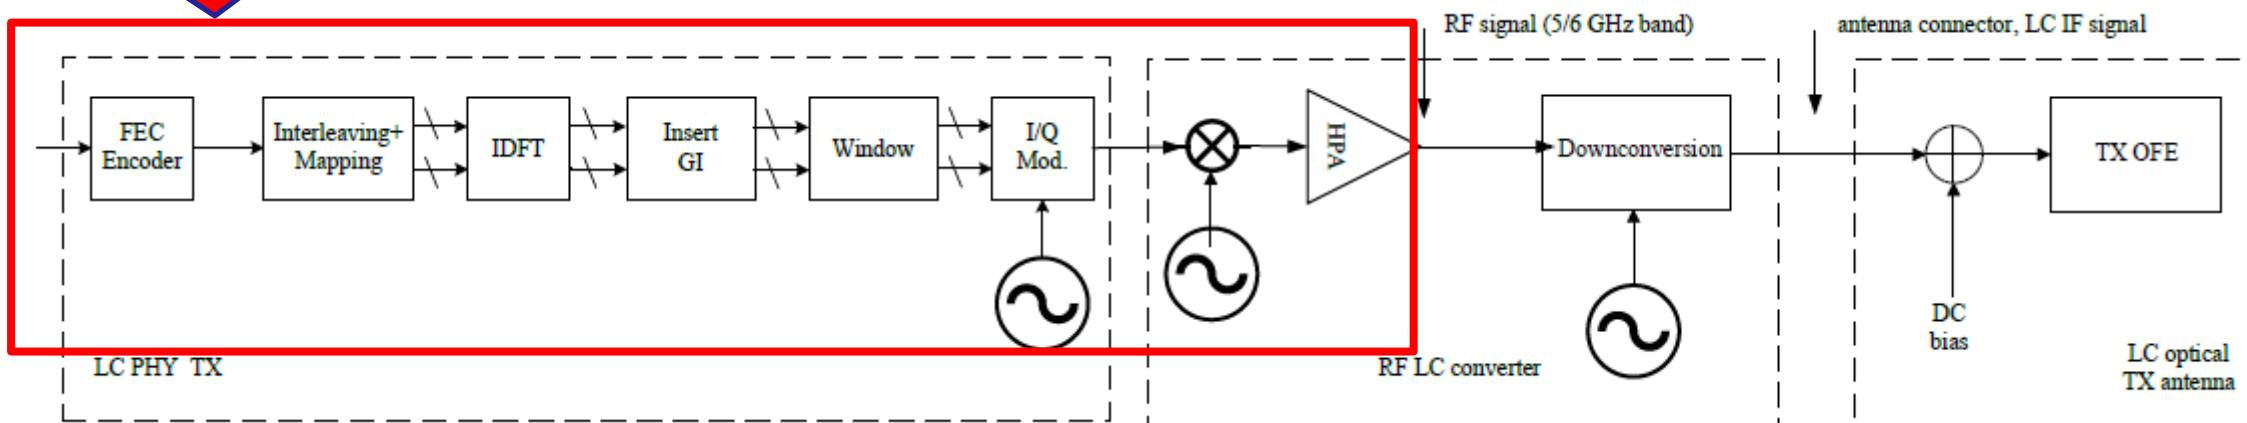 RF signal (5/6 GHz band)
antenna connector, LC IF signal
FEC
Encoder
Interleaving+
Mapping
IDFT
Insert
GI
Window
I/Q
Mod.
HPA
Downconversion
TX OFE
DC
bias
LC PHY TX
RF LC converter
LC optical
TX antenna